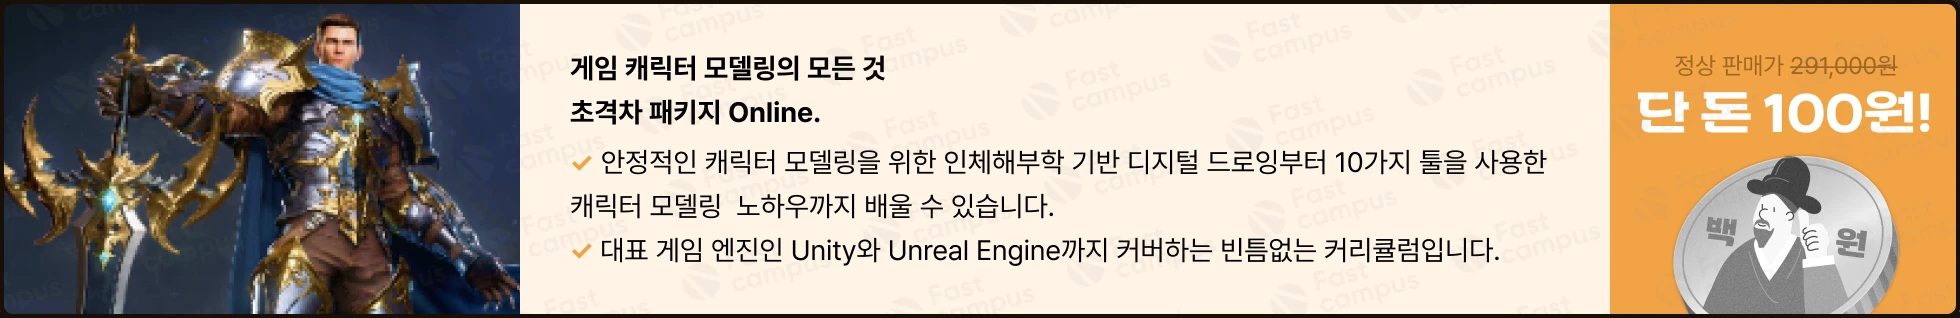 게임 캐릭터 모델링의 모든 것
초격차 패키지 Online.
✓ 안정적인 캐릭터 모델링을 위한 인체해부학 기반 디지털 드로잉부터 10가지 툴을 사용한
캐릭터 모델링 노하우까지 배울 수 있습니다.
✓ 대표 게임 엔진인 Unity와 Unreal Engine까지 커버하는 빈틈없는 커리큘럼입니다.
정상 판매가 291,000원
단 돈 100원!
백 원
Fast campus